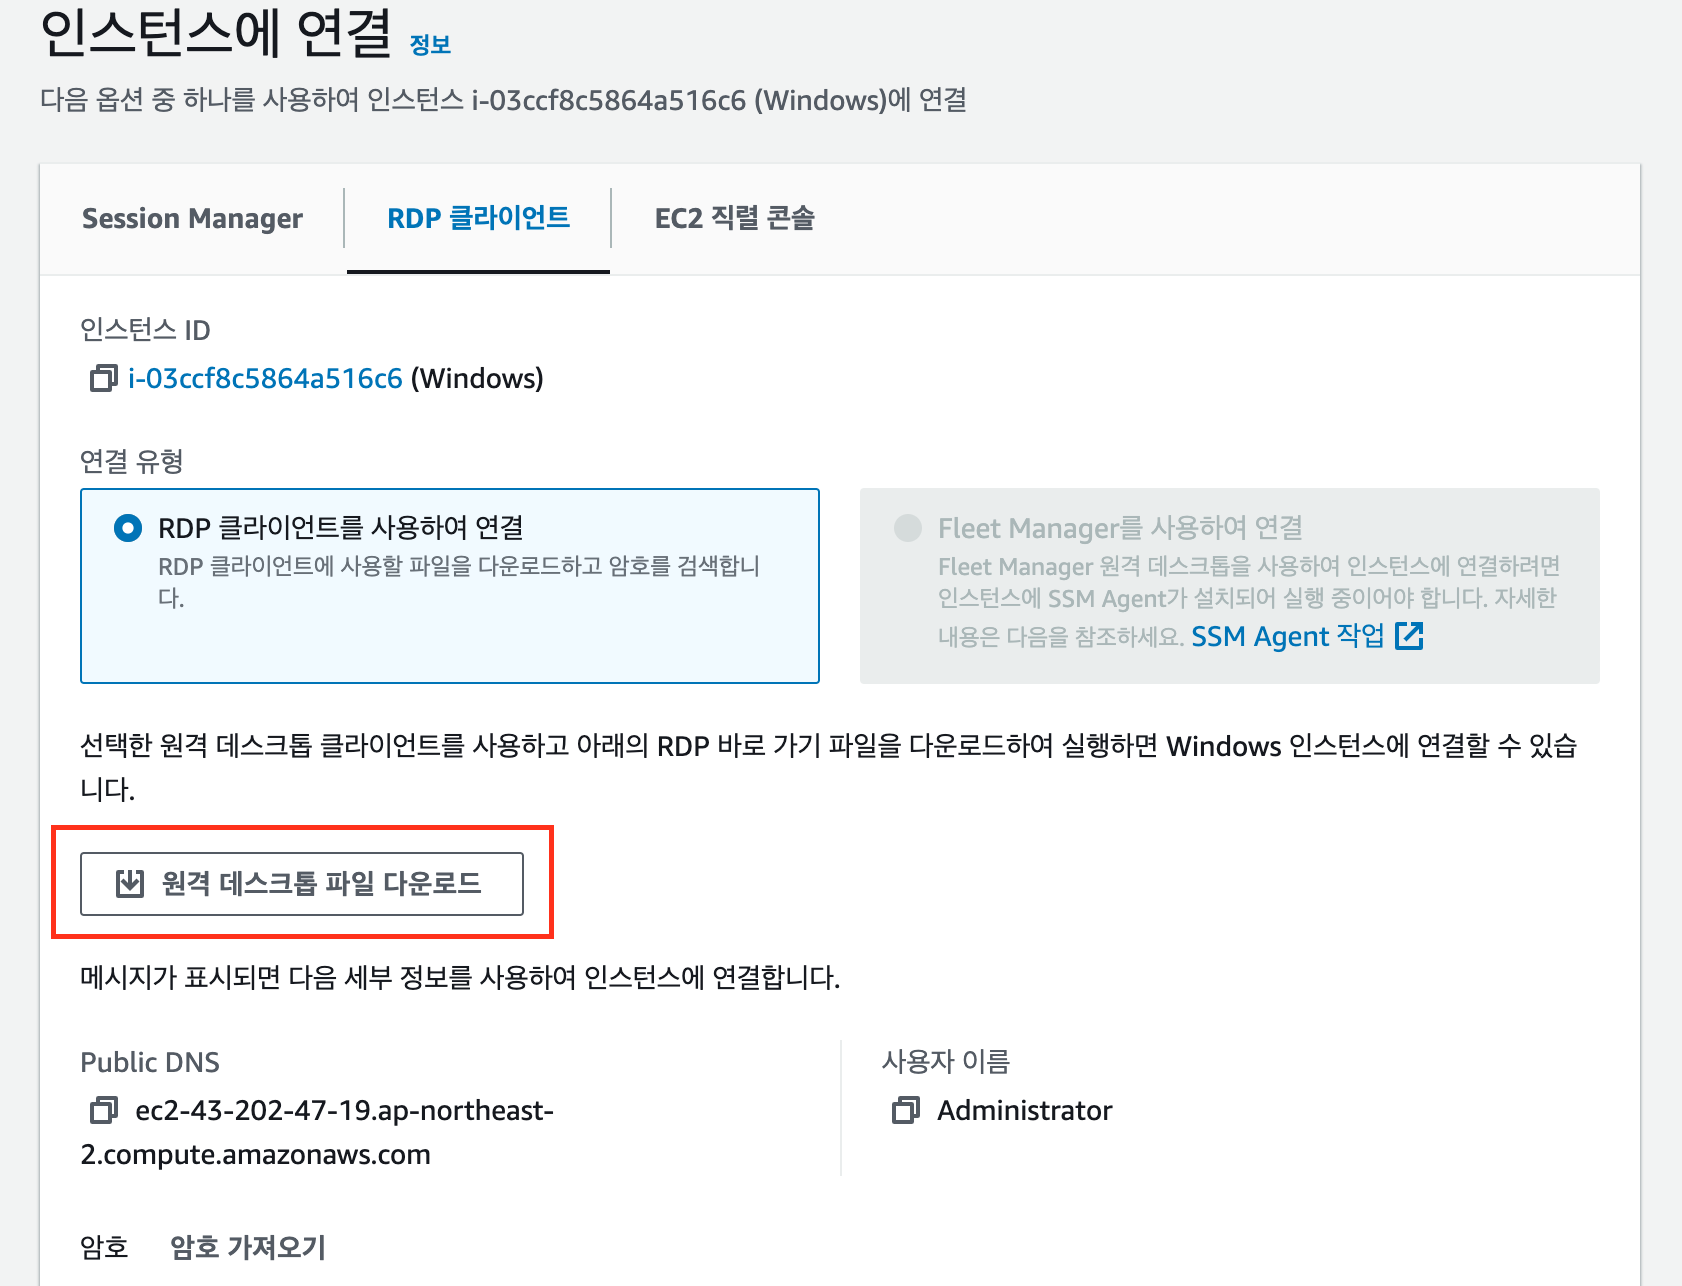 인스턴스에 연결 정보
다음 옵션 중 하나를 사용하여 인스턴스 i-03ccf8c5864a516c6 (Windows)에 연결
Session Manager
RDP 클라이언트
EC2 직렬 콘솔
인스턴스 ID
i-03ccf8c5864a516c6 (Windows)
연결 유형
RDP 클라이언트를 사용하여 연결
RDP 클라이언트에 사용할 파일을 다운로드하고 암호를 검색합니
다.
Fleet Manager를 사용하여 연결
Fleet Manager 원격 데스크톱을 사용하여 인스턴스에 연결하려면
인스턴스에 SSM Agent가 설치되어 실행 중이어야 합니다. 자세한
내용은 다음을 참조하세요. SSM Agent 작업
선택한 원격 데스크톱 클라이언트를 사용하고 아래의 RDP 바로 가기 파일을 다운로드하여 실행하면 Windows 인스턴스에 연결할 수 있습
니다.
원격 데스크톱 파일 다운로드
메시지가 표시되면 다음 세부 정보를 사용하여 인스턴스에 연결합니다.
Public DNS
ec2-43-202-47-19.ap-northeast-
2.compute.amazonaws.com
사용자 이름
Administrator
암호 암호 가져오기